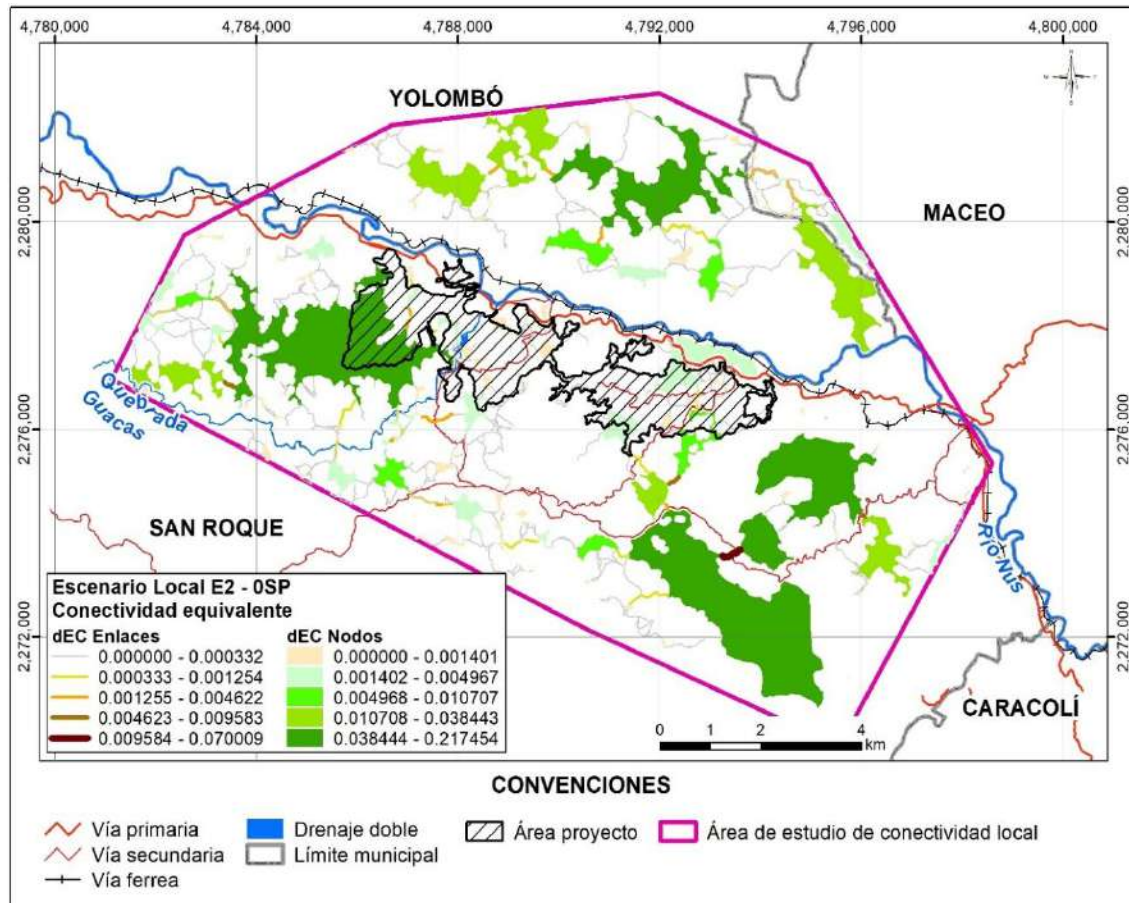 4,780,000 4,784,000 4,788,000 4,792,000 4,796,000 4,800,000
YOLOMBÓ
MACEO
2,280,000 2,280,000
2,276,000 2,276,000
Quebrada
Guacas
SAN ROQUE
Río Nus
2,272,000 2,272,000
CARACOLÍ
Escenario Local E2 - 0SP
Conectividad equivalente
dEC Enlaces dEC Nodos
0.000000 - 0.000332 0.000000 - 0.001401
0.000333 - 0.001254 0.001402 - 0.004967
0.001255 - 0.004622 0.004968 - 0.010707
0.004623 - 0.009583 0.010708 - 0.038443
0.009584 - 0.070009 0.038444 - 0.217454
0 1 2 4
km
CONVENCIONES
Vía primaria Drenaje doble Área proyecto Área de estudio de conectividad local
Vía secundaria Límite municipal
Vía ferrea